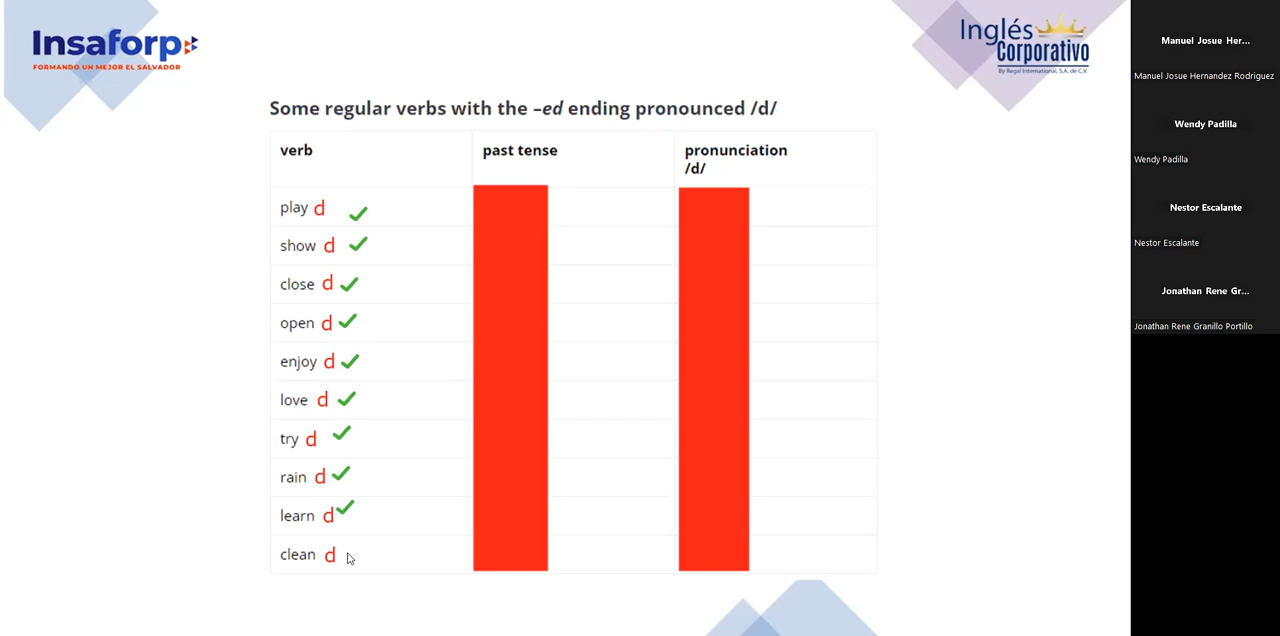 Insaforp
FORMANDO UN MEJOR EL SALVADOR
Inglés
Corporativo
By Regal International, S.A. de C.V.
Some regular verbs with the –ed ending pronounced /d/
verb past tense pronunciation
/d/
play d
show d
close d
open d
enjoy d
love d
try d
rain d
learn d
clean d
Manuel Josue Her...
Manuel Josue Hernandez Rodriguez
Wendy Padilla
Wendy Padilla
Nestor Escalante
Nestor Escalante
Jonathan Rene Gr...
Jonathan Rene Granillo Portillo